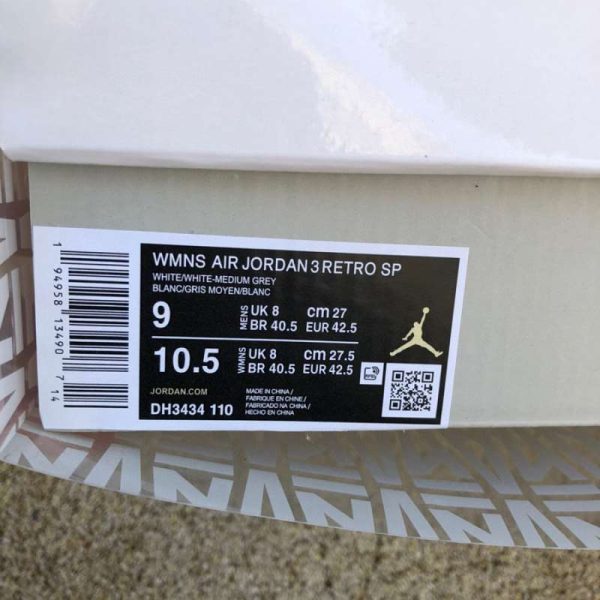 WMNS AIR JORDAN 3 RETRO SP
WHITE/WHITE-MEDIUM GREY
BLANC/GRIS MOYEN/BLANC
9 MENS UK 8 cm 27
BR 40.5 EUR 42.5
10.5 WMNS UK 8 cm 27.5
BR 40.5 EUR 42.5
JORDAN.COM
DH3434 110
MADE IN CHINA /
FABRIQUE EN CHINE /
FABRICADO NA CHINA /
HECHO EN CHINA
1 94958 13490 7 14